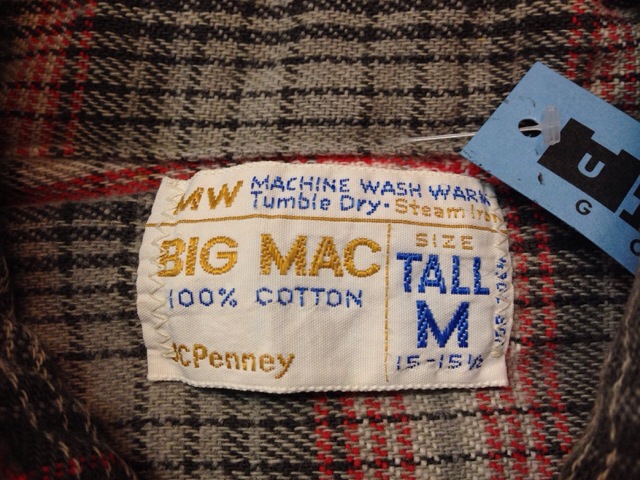 MW MACHINE WASH WARM
Tumble Dry · Steam Iron
BIG MAC
100% COTTON
JCPenney
SIZE
TALL
M
15-15½
U
G